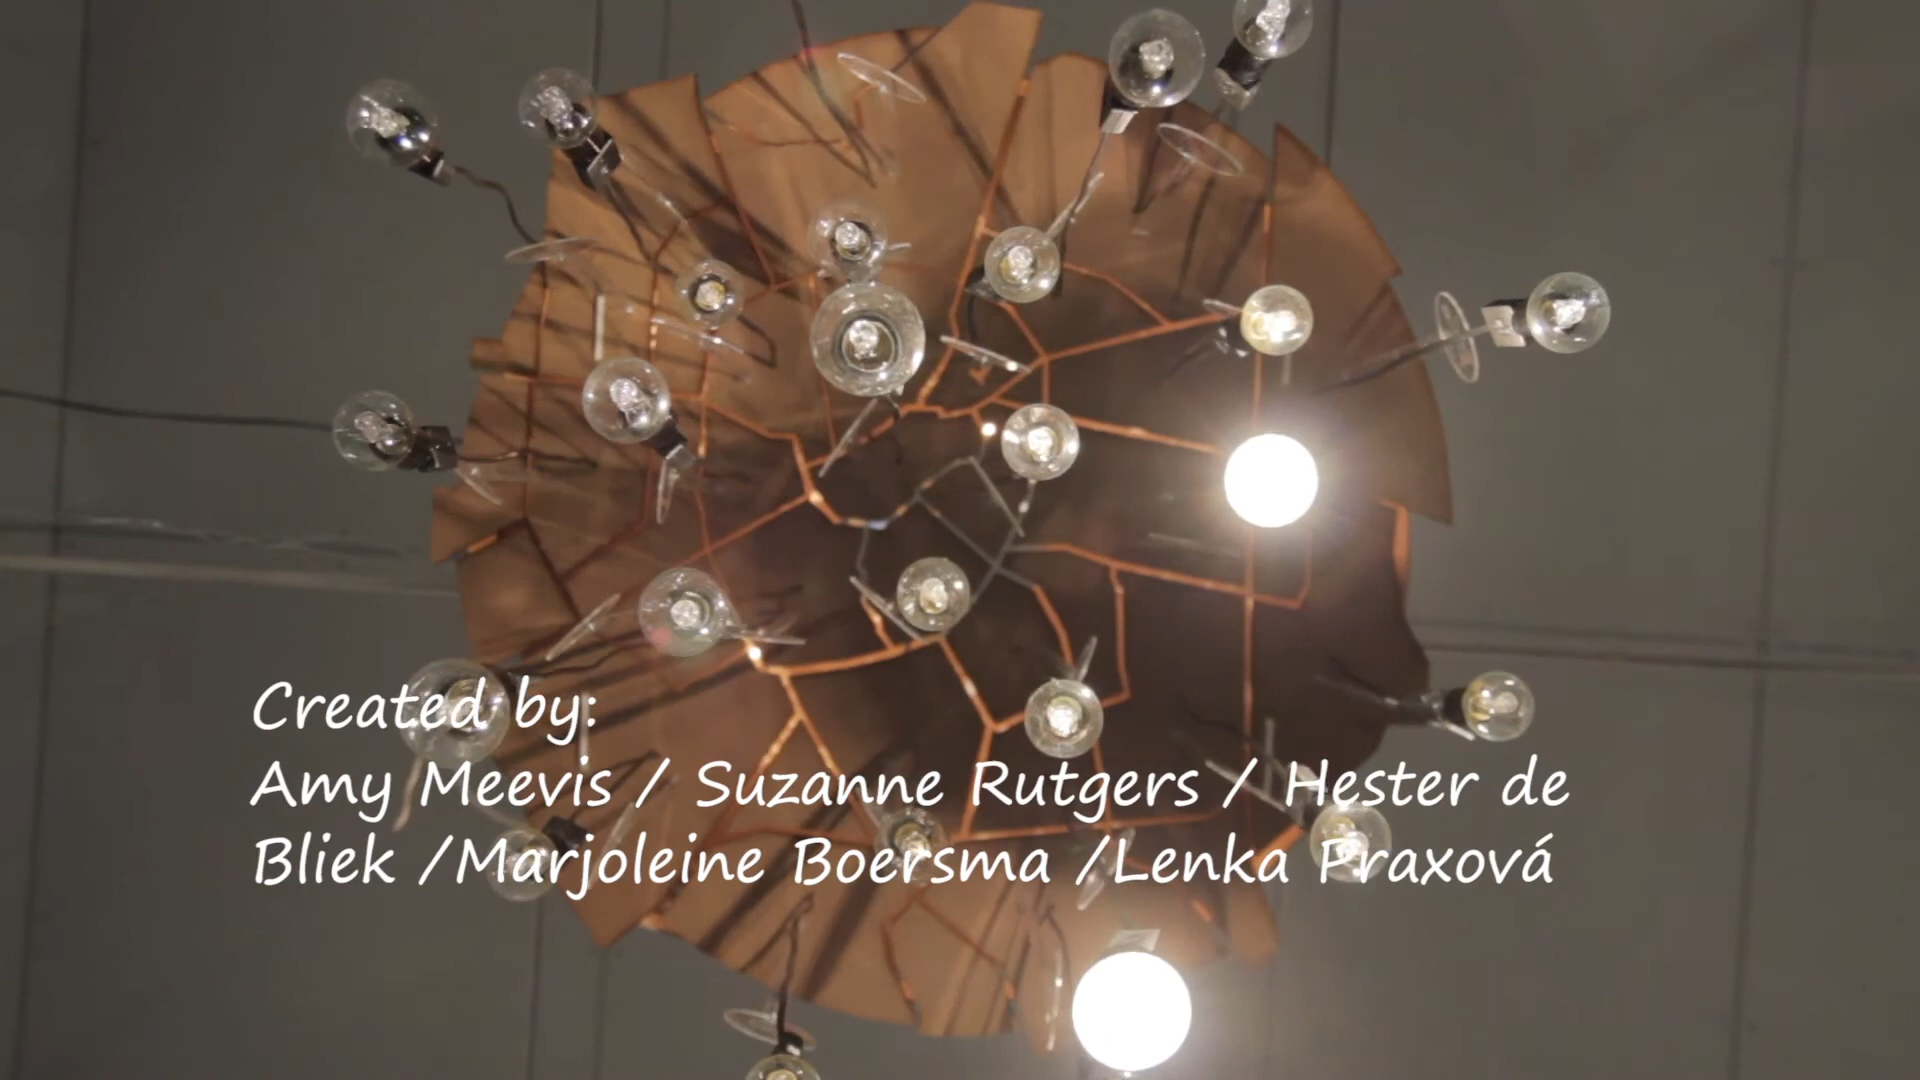 Created by:
Amy Meevis / Suzanne Rutgers / Hester de
Bliek /Marjoleine Boersma /Lenka Praxová